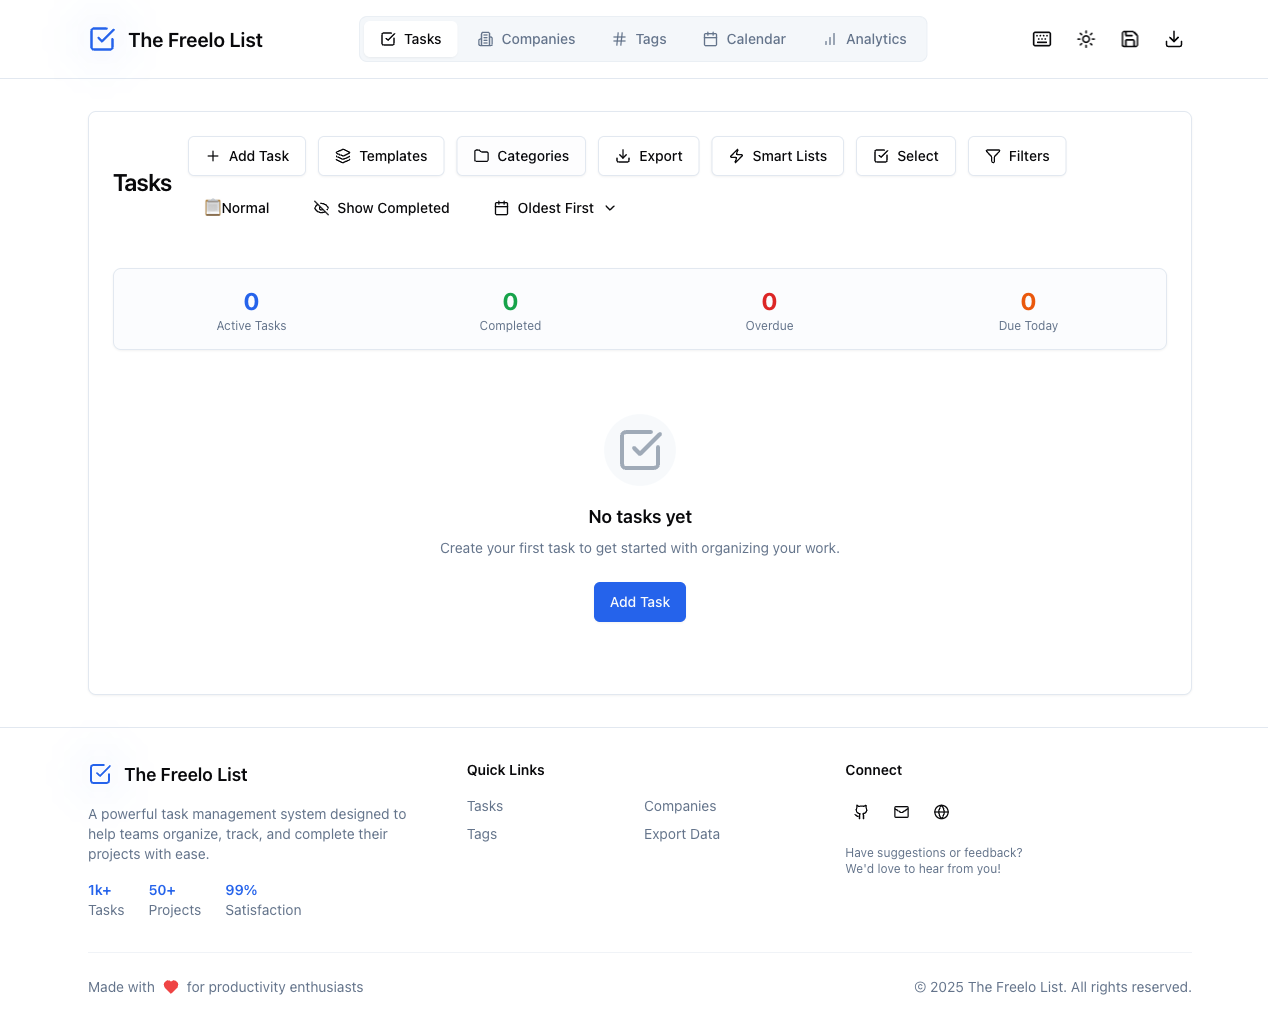 The Freelo List
Tasks
Companies
Tags
Calendar
Analytics
Tasks
Add Task
Templates
Categories
Export
Smart Lists
Select
Filters
Normal
Show Completed
Oldest First
0
Active Tasks
0
Completed
0
Overdue
0
Due Today
No tasks yet
Create your first task to get started with organizing your work.
Add Task
The Freelo List
A powerful task management system designed to
help teams organize, track, and complete their
projects with ease.
1k+
Tasks
50+
Projects
99%
Satisfaction
Quick Links
Tasks
Companies
Tags
Export Data
Connect
Have suggestions or feedback?
We'd love to hear from you!
Made with ❤️ for productivity enthusiasts
© 2025 The Freelo List. All rights reserved.